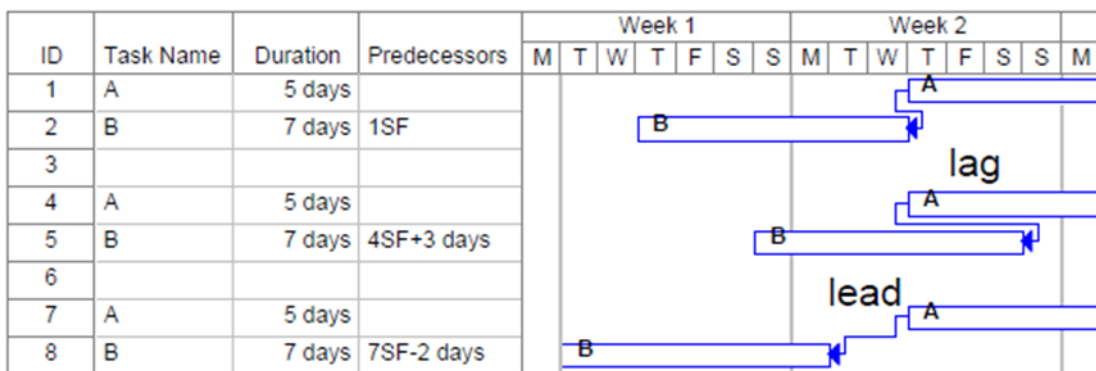 Week 1 Week 2
ID Task Name Duration Predecessors M T W T F S S M T W T F S S M
1 A 5 days A
2 B 7 days 1SF B
3 lag
4 A 5 days A
5 B 7 days 4SF+3 days B
6 lead
7 A 5 days A
8 B 7 days 7SF-2 days B